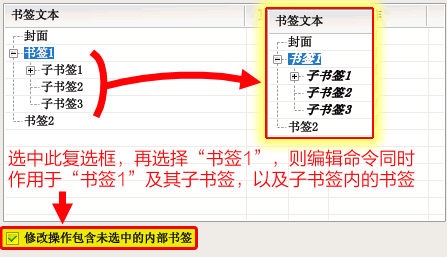 书签文本
封面
书签1
子书签1
子书签2
子书签3
书签2
书签文本
封面
书签1
子书签1
子书签2
子书签3
书签2
选中此复选框，再选择“书签1”，则编辑命令同时
作用于“书签1”及其子书签，以及子书签内的书签
修改操作包含未选中的内部书签